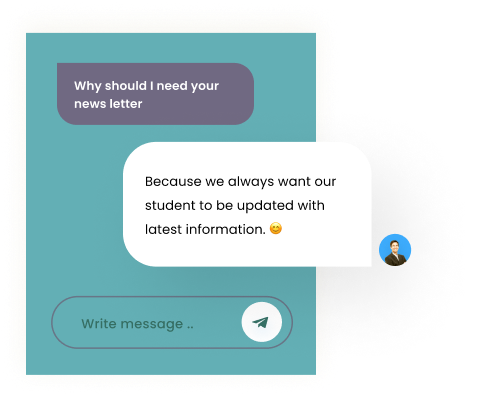 Why should I need your
news letter
Because we always want our
student to be updated with
latest information. 😊
Write message ..